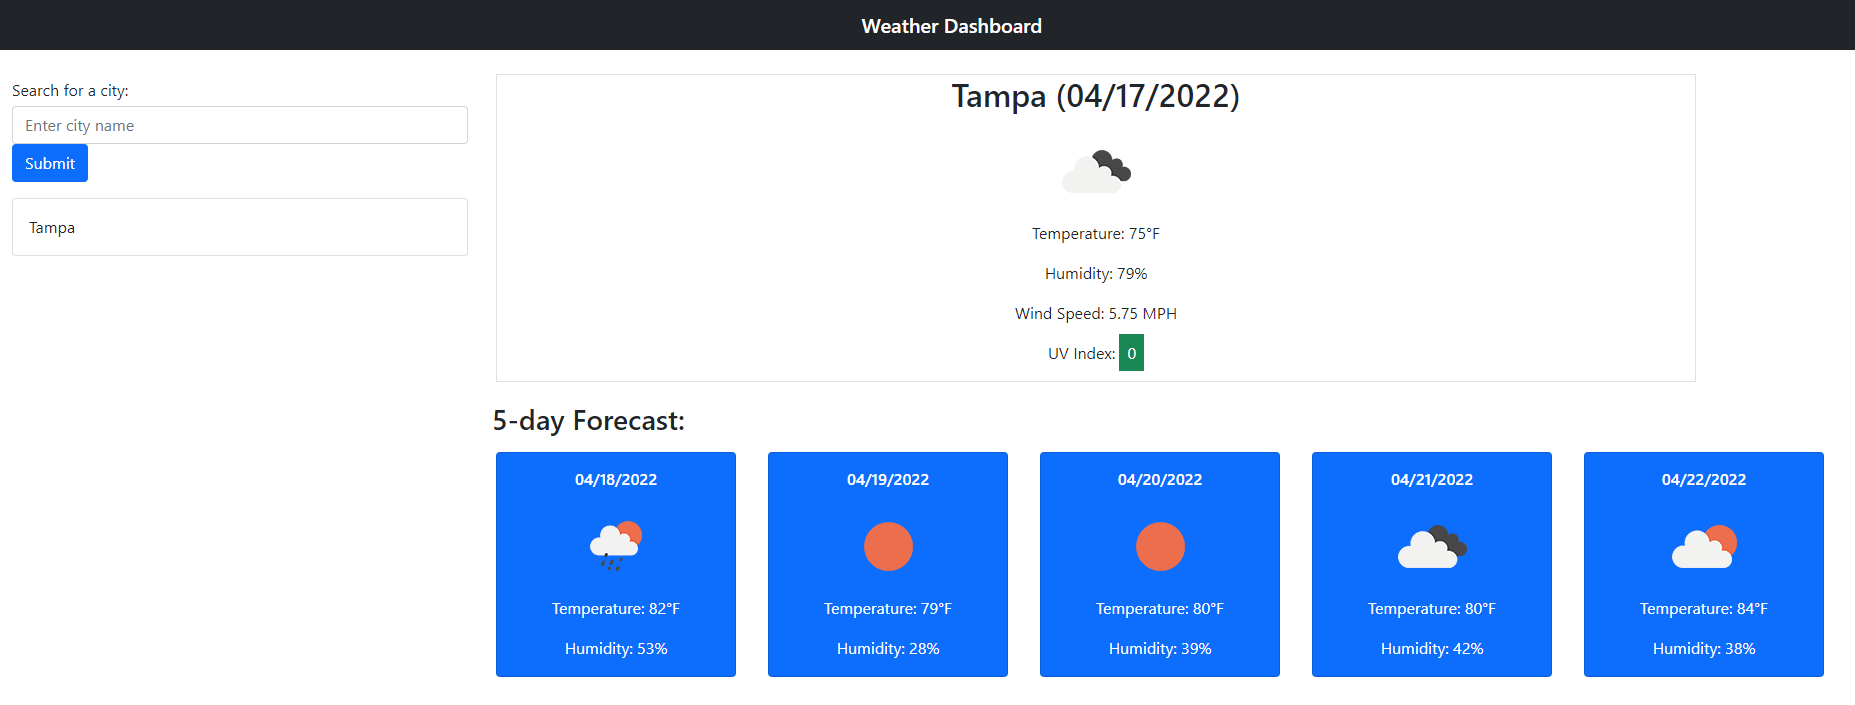 Weather Dashboard
Search for a city:
Enter city name
Submit
Tampa
Tampa (04/17/2022)
Temperature: 75°F
Humidity: 79%
Wind Speed: 5.75 MPH
UV Index: 0
5-day Forecast:
04/18/2022
Temperature: 82°F
Humidity: 53%
04/19/2022
Temperature: 79°F
Humidity: 28%
04/20/2022
Temperature: 80°F
Humidity: 39%
04/21/2022
Temperature: 80°F
Humidity: 42%
04/22/2022
Temperature: 84°F
Humidity: 38%